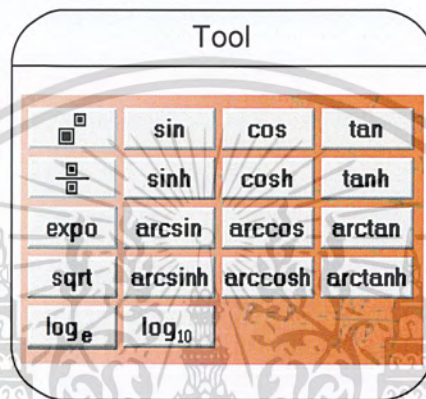 Tool
sin cos tan
sinh cosh tanh
expo arcsin arccos arctan
sqrt arcsinh arccosh arctanh
logₑ log₁₀